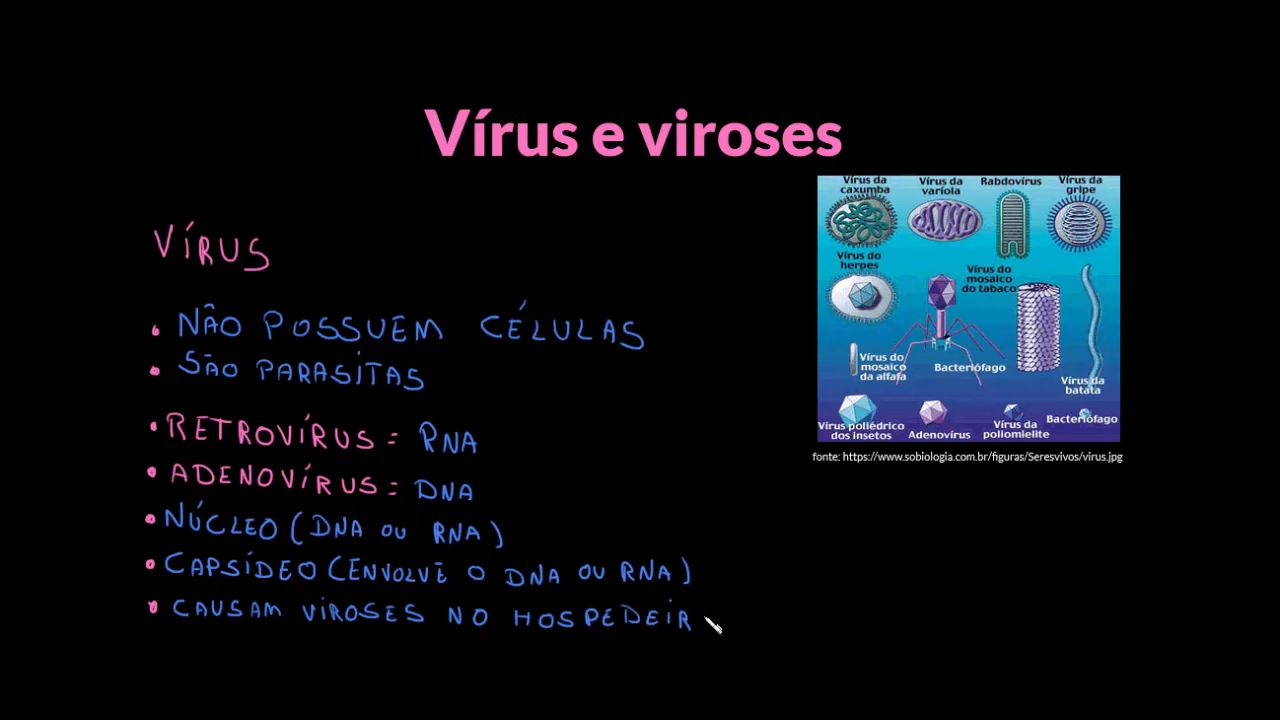 Vírus e viroses
VÍRUS
• NÃO POSSUEM CÉLULAS
• SÃO PARASITAS
• RETROVÍRUS = RNA
• ADENOVÍRUS = DNA
• NÚCLEO (DNA OU RNA)
• CAPSÍDEO (ENVOLVE O DNA OU RNA)
• CAUSAM VIROSES NO HOSPEDEIR
Vírus da caxumba
Vírus da varíola
Rabdovírus
Vírus da gripe
Vírus do herpes
Vírus do mosaico do tabaco
Vírus do mosaico da alfafa
Bacteriófago
Vírus da batata
Vírus poliédrico dos insetos
Adenovírus
Vírus da poliomielite
Bacteriófago
fonte: https://www.sobiologia.com.br/figuras/Seresvivos/virus.jpg